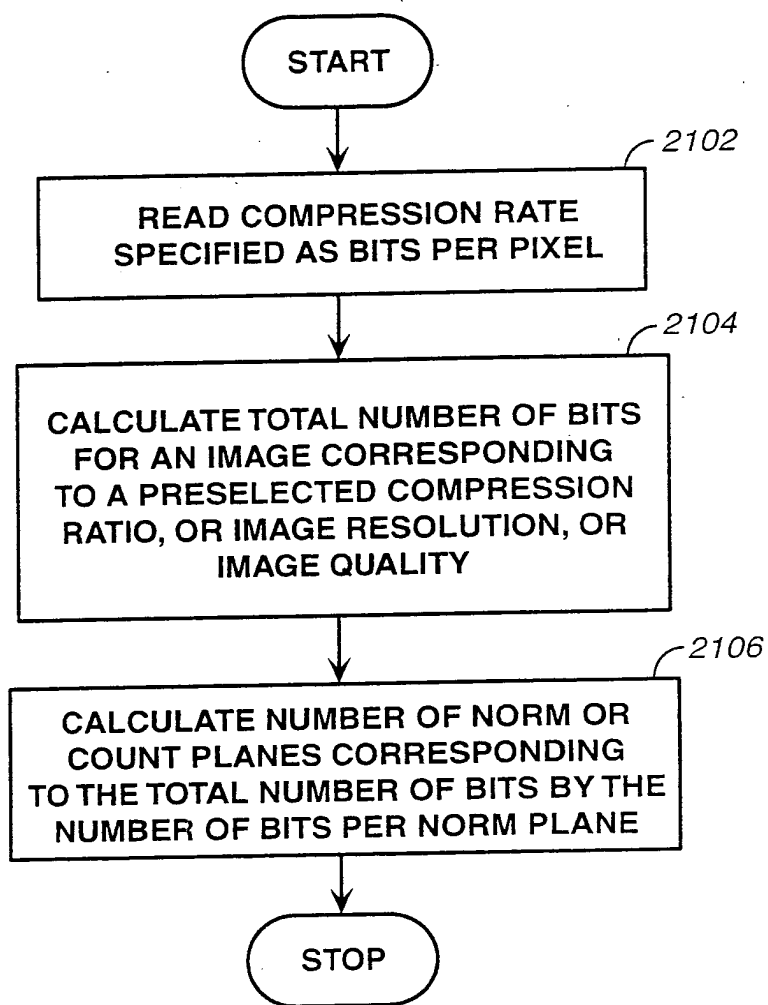 START
2102
READ COMPRESSION RATE
SPECIFIED AS BITS PER PIXEL
2104
CALCULATE TOTAL NUMBER OF BITS
FOR AN IMAGE CORRESPONDING
TO A PRESELECTED COMPRESSION
RATIO, OR IMAGE RESOLUTION, OR
IMAGE QUALITY
2106
CALCULATE NUMBER OF NORM OR
COUNT PLANES CORRESPONDING
TO THE TOTAL NUMBER OF BITS BY THE
NUMBER OF BITS PER NORM PLANE
STOP